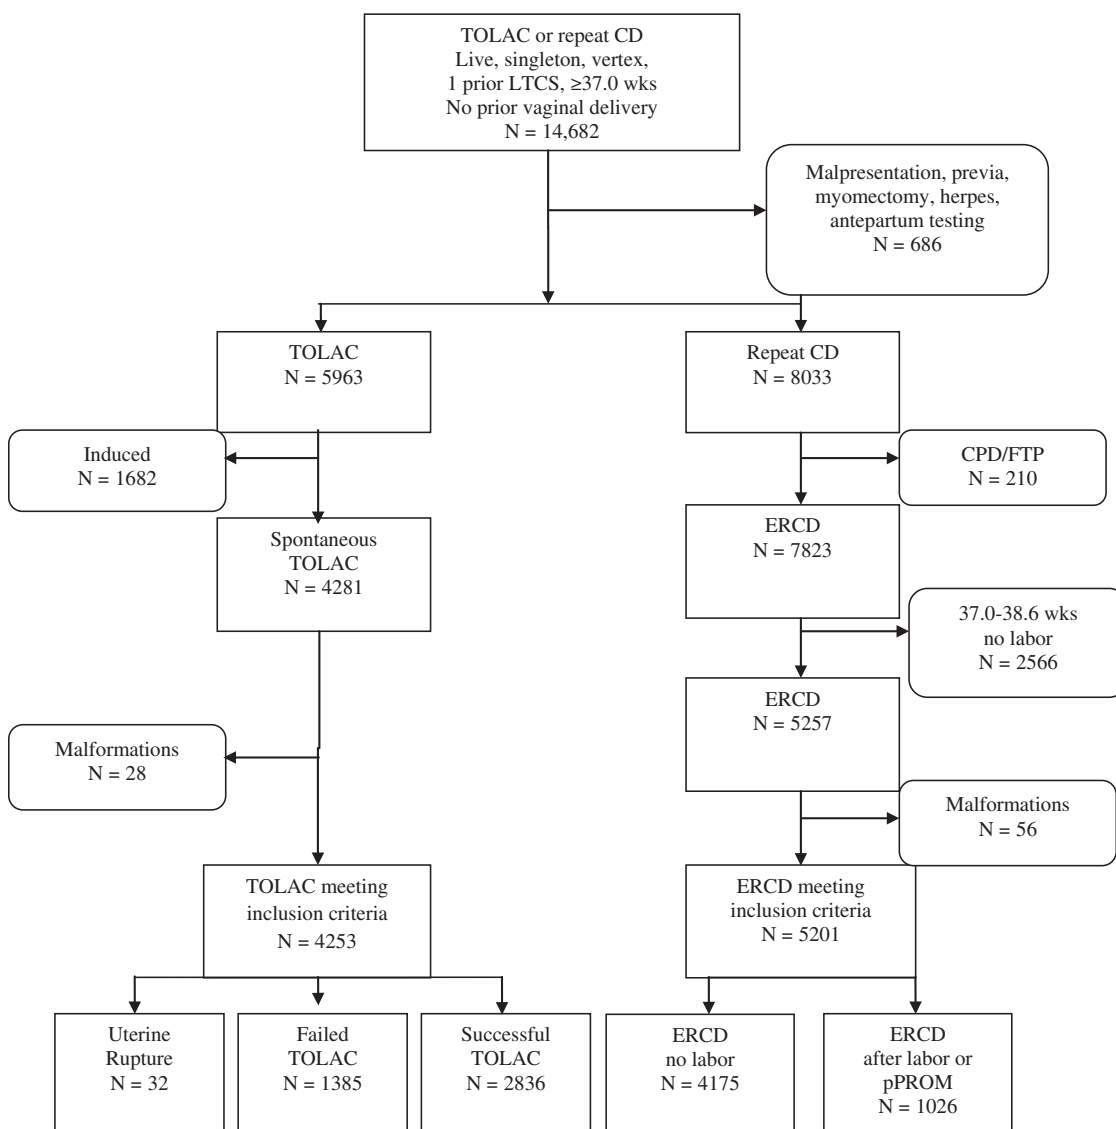 TOLAC or repeat CD
Live, singleton, vertex,
1 prior LTCS, ≥37.0 wks
No prior vaginal delivery
N = 14,682
Malpresentation, previa,
myomectomy, herpes,
antepartum testing
N = 686
TOLAC
N = 5963
Repeat CD
N = 8033
Induced
N = 1682
CPD/FTP
N = 210
Spontaneous
TOLAC
N = 4281
ERCD
N = 7823
37.0-38.6 wks
no labor
N = 2566
ERCD
N = 5257
Malformations
N = 28
Malformations
N = 56
TOLAC meeting
inclusion criteria
N = 4253
ERCD meeting
inclusion criteria
N = 5201
Uterine
Rupture
N = 32
Failed
TOLAC
N = 1385
Successful
TOLAC
N = 2836
ERCD
no labor
N = 4175
ERCD
after labor or
pPROM
N = 1026